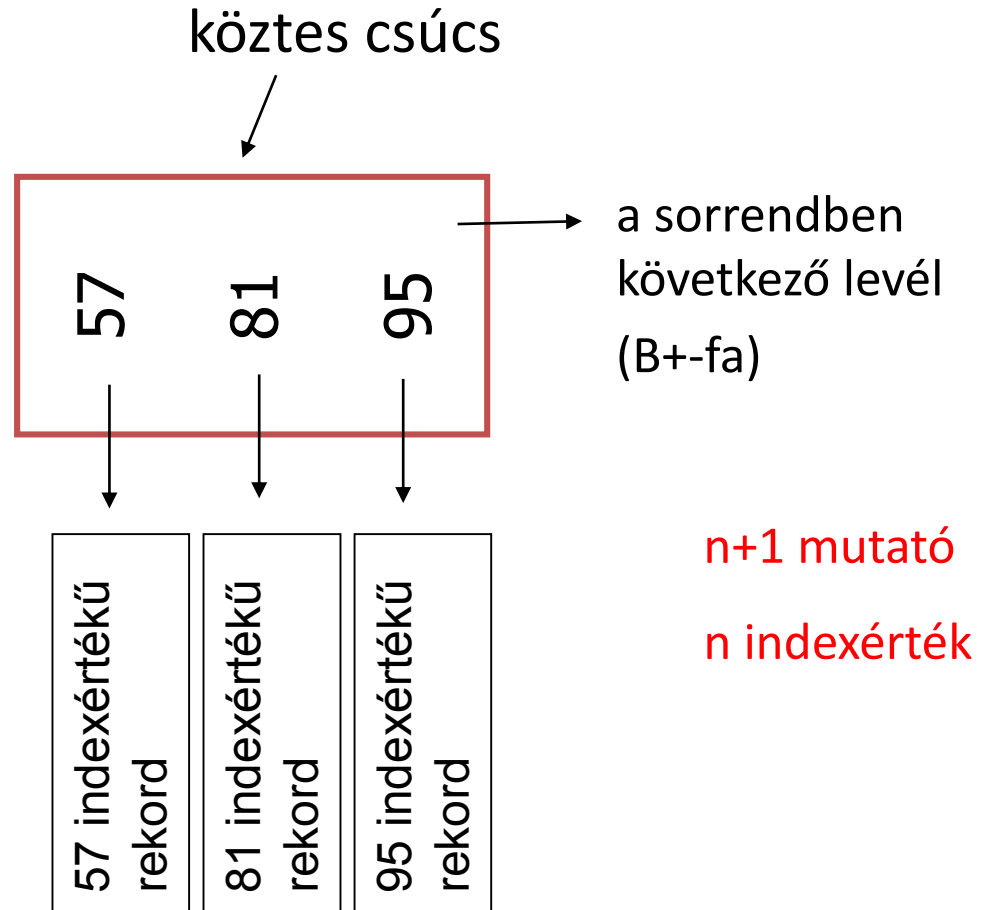 köztes csúcs
57
81
95
a sorrendben
következő levél
(B+-fa)
57 indexértékű
rekord
81 indexértékű
rekord
95 indexértékű
rekord
n+1 mutató
n indexérték